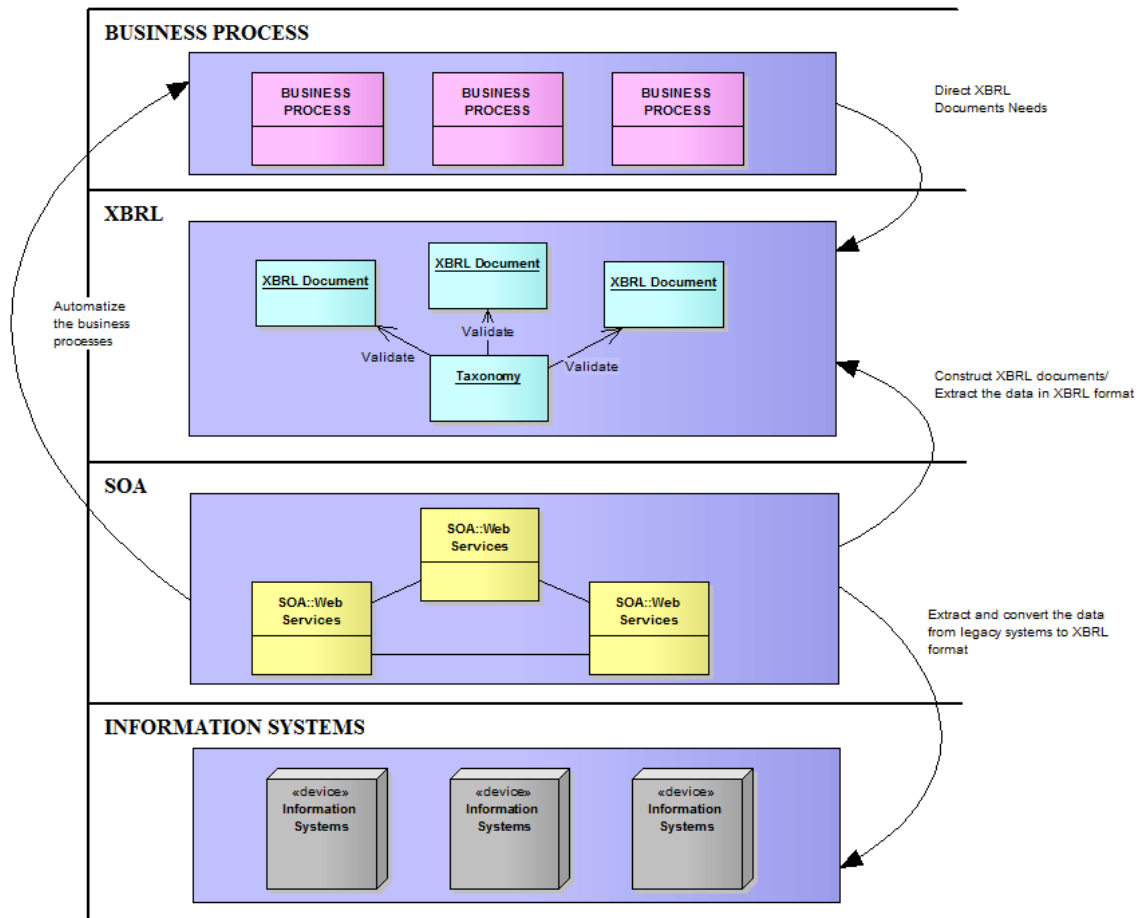 BUSINESS PROCESS
BUSINESS
PROCESS
BUSINESS
PROCESS
BUSINESS
PROCESS
Direct XBRL
Documents Needs
XBRL
XBRL Document
XBRL Document
XBRL Document
Validate
Validate
Validate
Taxonomy
Automatize
the business
processes
Construct XBRL documents/
Extract the data in XBRL format
SOA
SOA::Web
Services
SOA::Web
Services
SOA::Web
Services
Extract and convert the data
from legacy systems to XBRL
format
INFORMATION SYSTEMS
«device»
Information
Systems
«device»
Information
Systems
«device»
Information
Systems